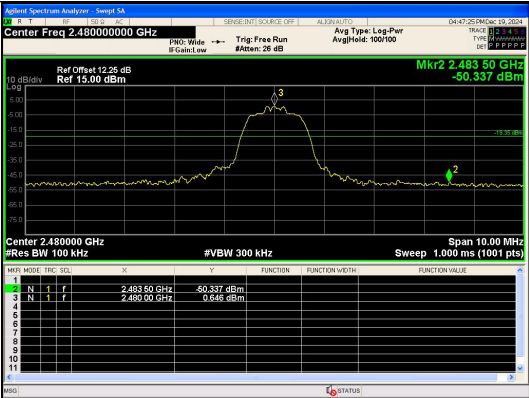 Agilent Spectrum Analyzer - Swept SA
R T RF 50 Ω AC SENSE:INT SOURCE OFF ALIGN AUTO 04:47:25 PM Dec 19, 2024
Center Freq 2.480000000 GHz
PNO: Wide
IFGain:Low
Trig: Free Run
#Atten: 26 dB
Avg Type: Log-Pwr
Avg|Hold: 100/100
TRACE 1 2 3 4 5 6
TYPE M
DET P P P P P P
Mkr2 2.483 50 GHz
-50.337 dBm
Ref Offset 12.25 dB
10 dB/div Ref 15.00 dBm
Log
5.00
-5.00
-15.0
-25.0
-35.0
-45.0
-55.0
-65.0
-75.0
3
-19.35 dBm
2
Center 2.480000 GHz Span 10.00 MHz
#Res BW 100 kHz #VBW 300 kHz Sweep 1.000 ms (1001 pts)
MKR MODE TRC SCL X Y FUNCTION FUNCTION WIDTH FUNCTION VALUE
1
2 N 1 f 2.483 50 GHz -50.337 dBm
3 N 1 f 2.480 00 GHz 0.646 dBm
4
5
6
7
8
9
10
11
MSG STATUS